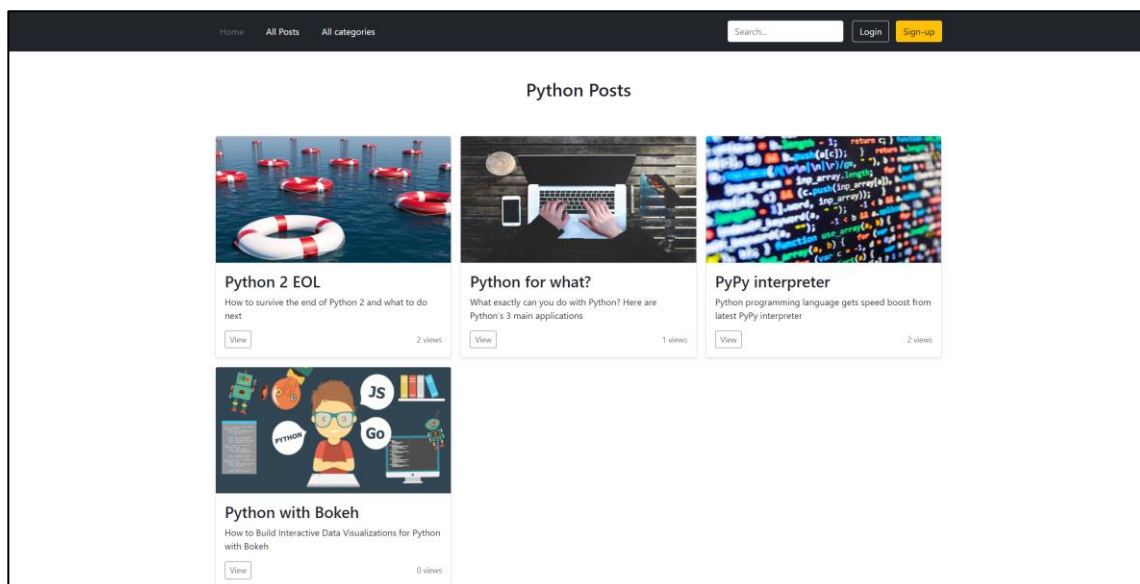 Home All Posts All categories Search... Login Sign-up
Python Posts
Python 2 EOL
How to survive the end of Python 2 and what to do
next
View 2 views
Python for what?
What exactly can you do with Python? Here are
Python's 3 main applications
View 1 views
PyPy interpreter
Python programming language gets speed boost from
latest PyPy interpreter
View 2 views
JS
Go
PYTHON
Python with Bokeh
How to Build Interactive Data Visualizations for Python
with Bokeh
View 0 views